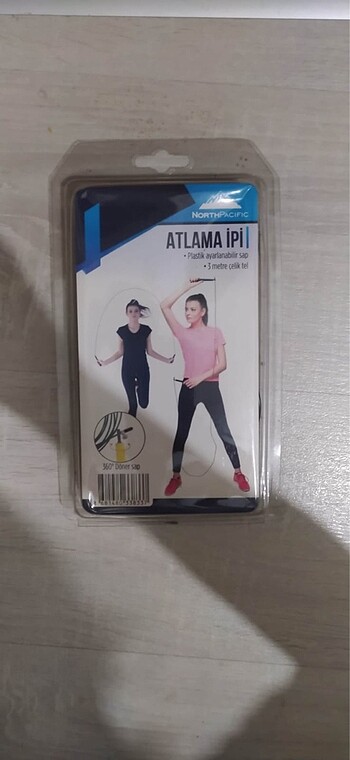 NORTHPACIFIC
ATLAMA İPİ
• Plastik ayarlanabilir sap
• 3 metre çelik tel
360° Döner sap